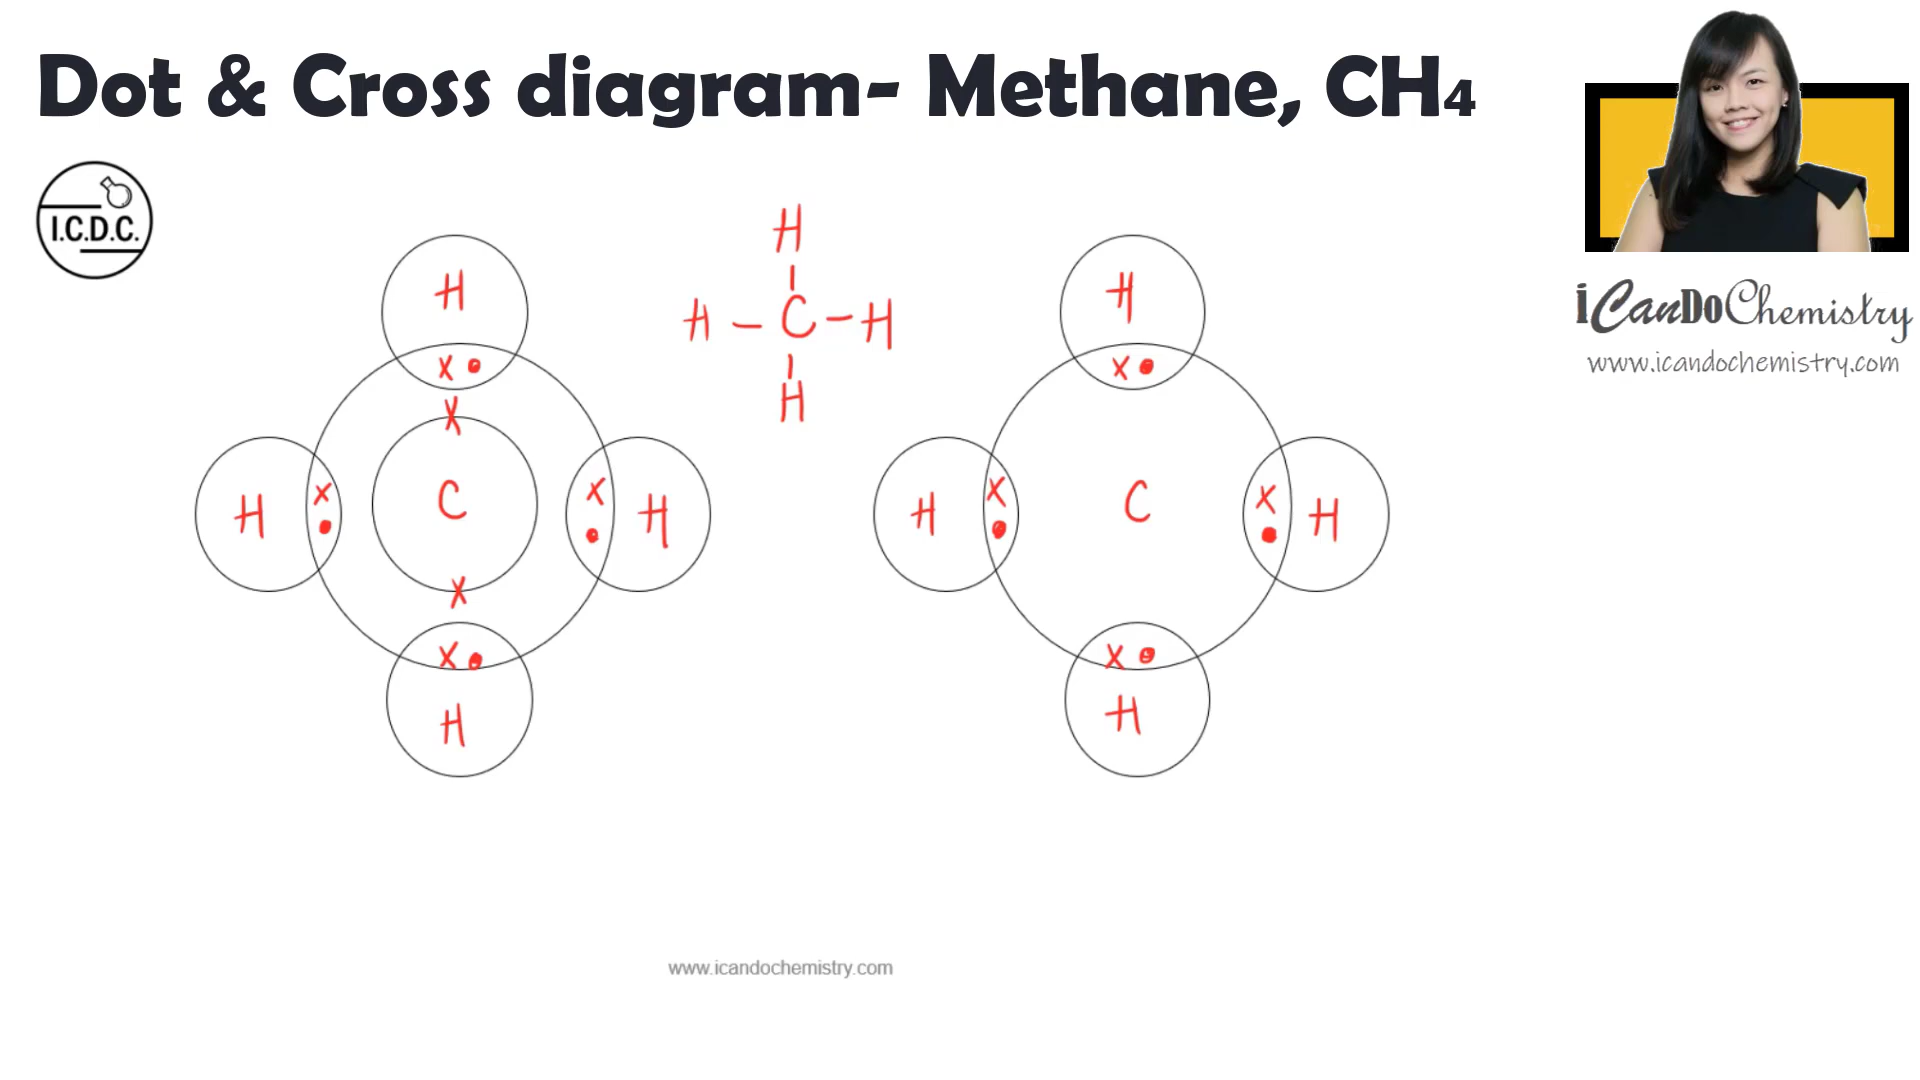 Dot & Cross diagram- Methane, CH4
I.C.D.C.
iCanDoChemistry
www.icandochemistry.com
H
H – C – H
H
H
X •
X
H X • C X • H
X
X •
H
H
X •
H X • C X • H
X •
H
www.icandochemistry.com